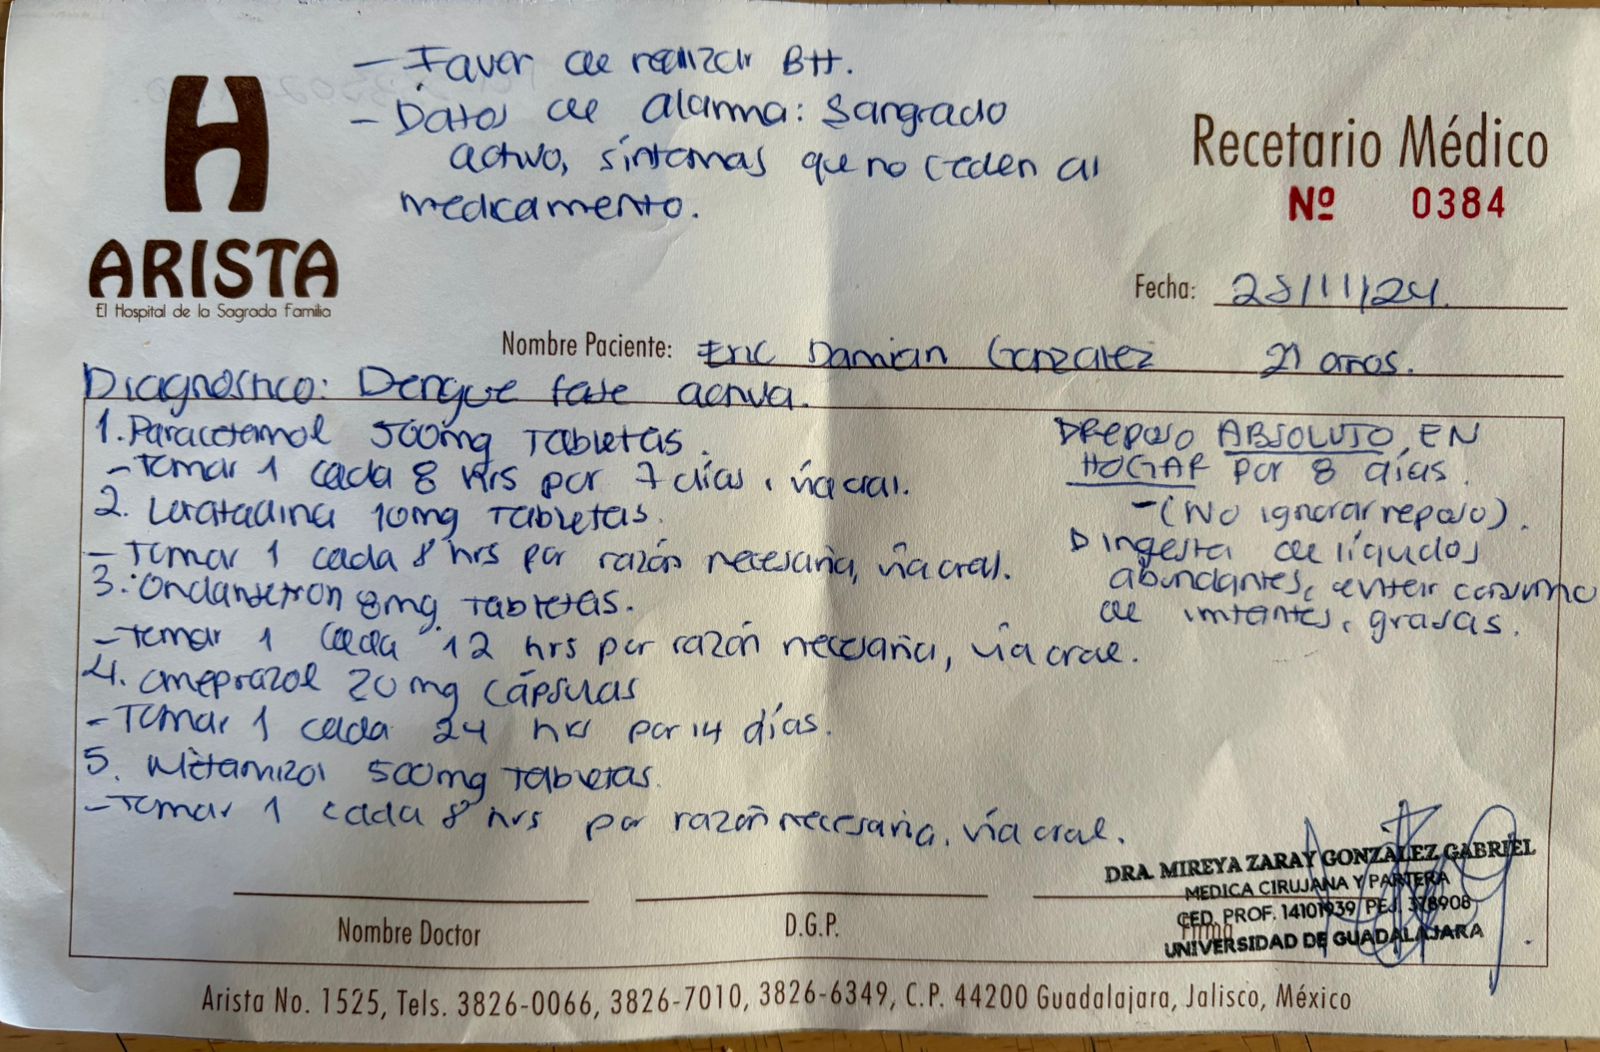 - Favor de realizar BH.
- Datos de alarma: Sangrado
activo, síntomas que no ceden al
medicamento.
H
ARISTA
El Hospital de la Sagrada Familia
Recetario Médico
Nº 0384
Fecha: 28/11/24.
Nombre Paciente: Eric Damian Gonzalez 21 años.
Diagnóstico: Dengue fase activa.
1. Paracetamol 500mg Tabletas.
- Tomar 1 cada 8 hrs por 7 días, vía oral.
2. Loratadina 10mg Tabletas.
- Tomar 1 cada 8 hrs por razón necesaria, vía oral.
3. Ondansetron 8mg Tabletas.
- Tomar 1 cada 12 hrs por razón necesaria, vía oral.
4. Omeprazol 20 mg cápsulas
- Tomar 1 cada 24 hrs por 14 días.
5. Metamizol 500mg Tabletas.
- Tomar 1 cada 8 hrs por razón necesaria, vía oral.
Reposo ABSOLUTO EN
HOGAR por 8 días.
- (No ignorar reposo).
Ingesta de líquidos
abundantes, evitar consumo
de irritantes, grasas.
DRA. MIREYA ZARAY GONZÁLEZ GABRIEL
MEDICA CIRUJANA Y PARTERA
CED. PROF. 14101939 PEJ. 378908
UNIVERSIDAD DE GUADALAJARA
Nombre Doctor
D.G.P.
Firma
Arista No. 1525, Tels. 3826-0066, 3826-7010, 3826-6349, C.P. 44200 Guadalajara, Jalisco, México